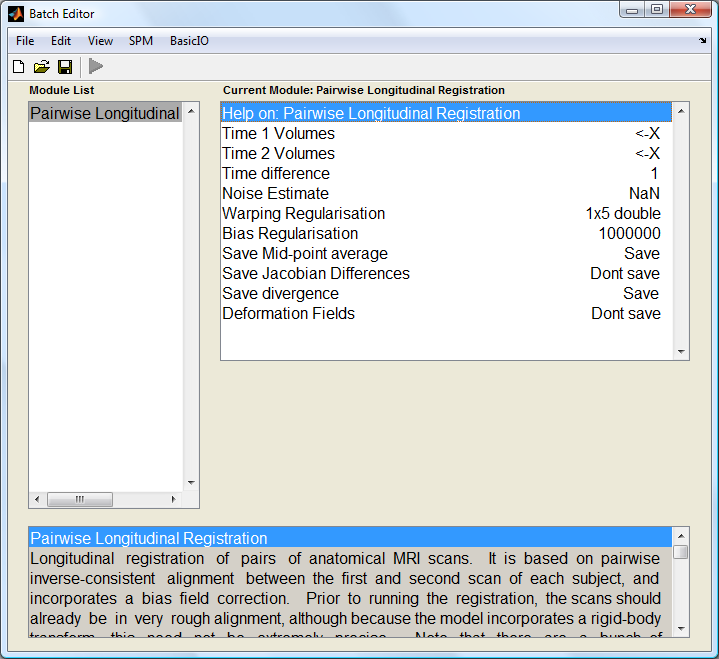 Batch Editor
File Edit View SPM BasicIO
Module List
Current Module: Pairwise Longitudinal Registration
Pairwise Longitudinal
Help on: Pairwise Longitudinal Registration
Time 1 Volumes <-X
Time 2 Volumes <-X
Time difference 1
Noise Estimate NaN
Warping Regularisation 1x5 double
Bias Regularisation 1000000
Save Mid-point average Save
Save Jacobian Differences Dont save
Save divergence Save
Deformation Fields Dont save
Pairwise Longitudinal Registration
Longitudinal registration of pairs of anatomical MRI scans. It is based on pairwise
inverse-consistent alignment between the first and second scan of each subject, and
incorporates a bias field correction. Prior to running the registration, the scans should
already be in very rough alignment, although because the model incorporates a rigid-body
transform, this need not be extremely precise. Note that there are a bunch of